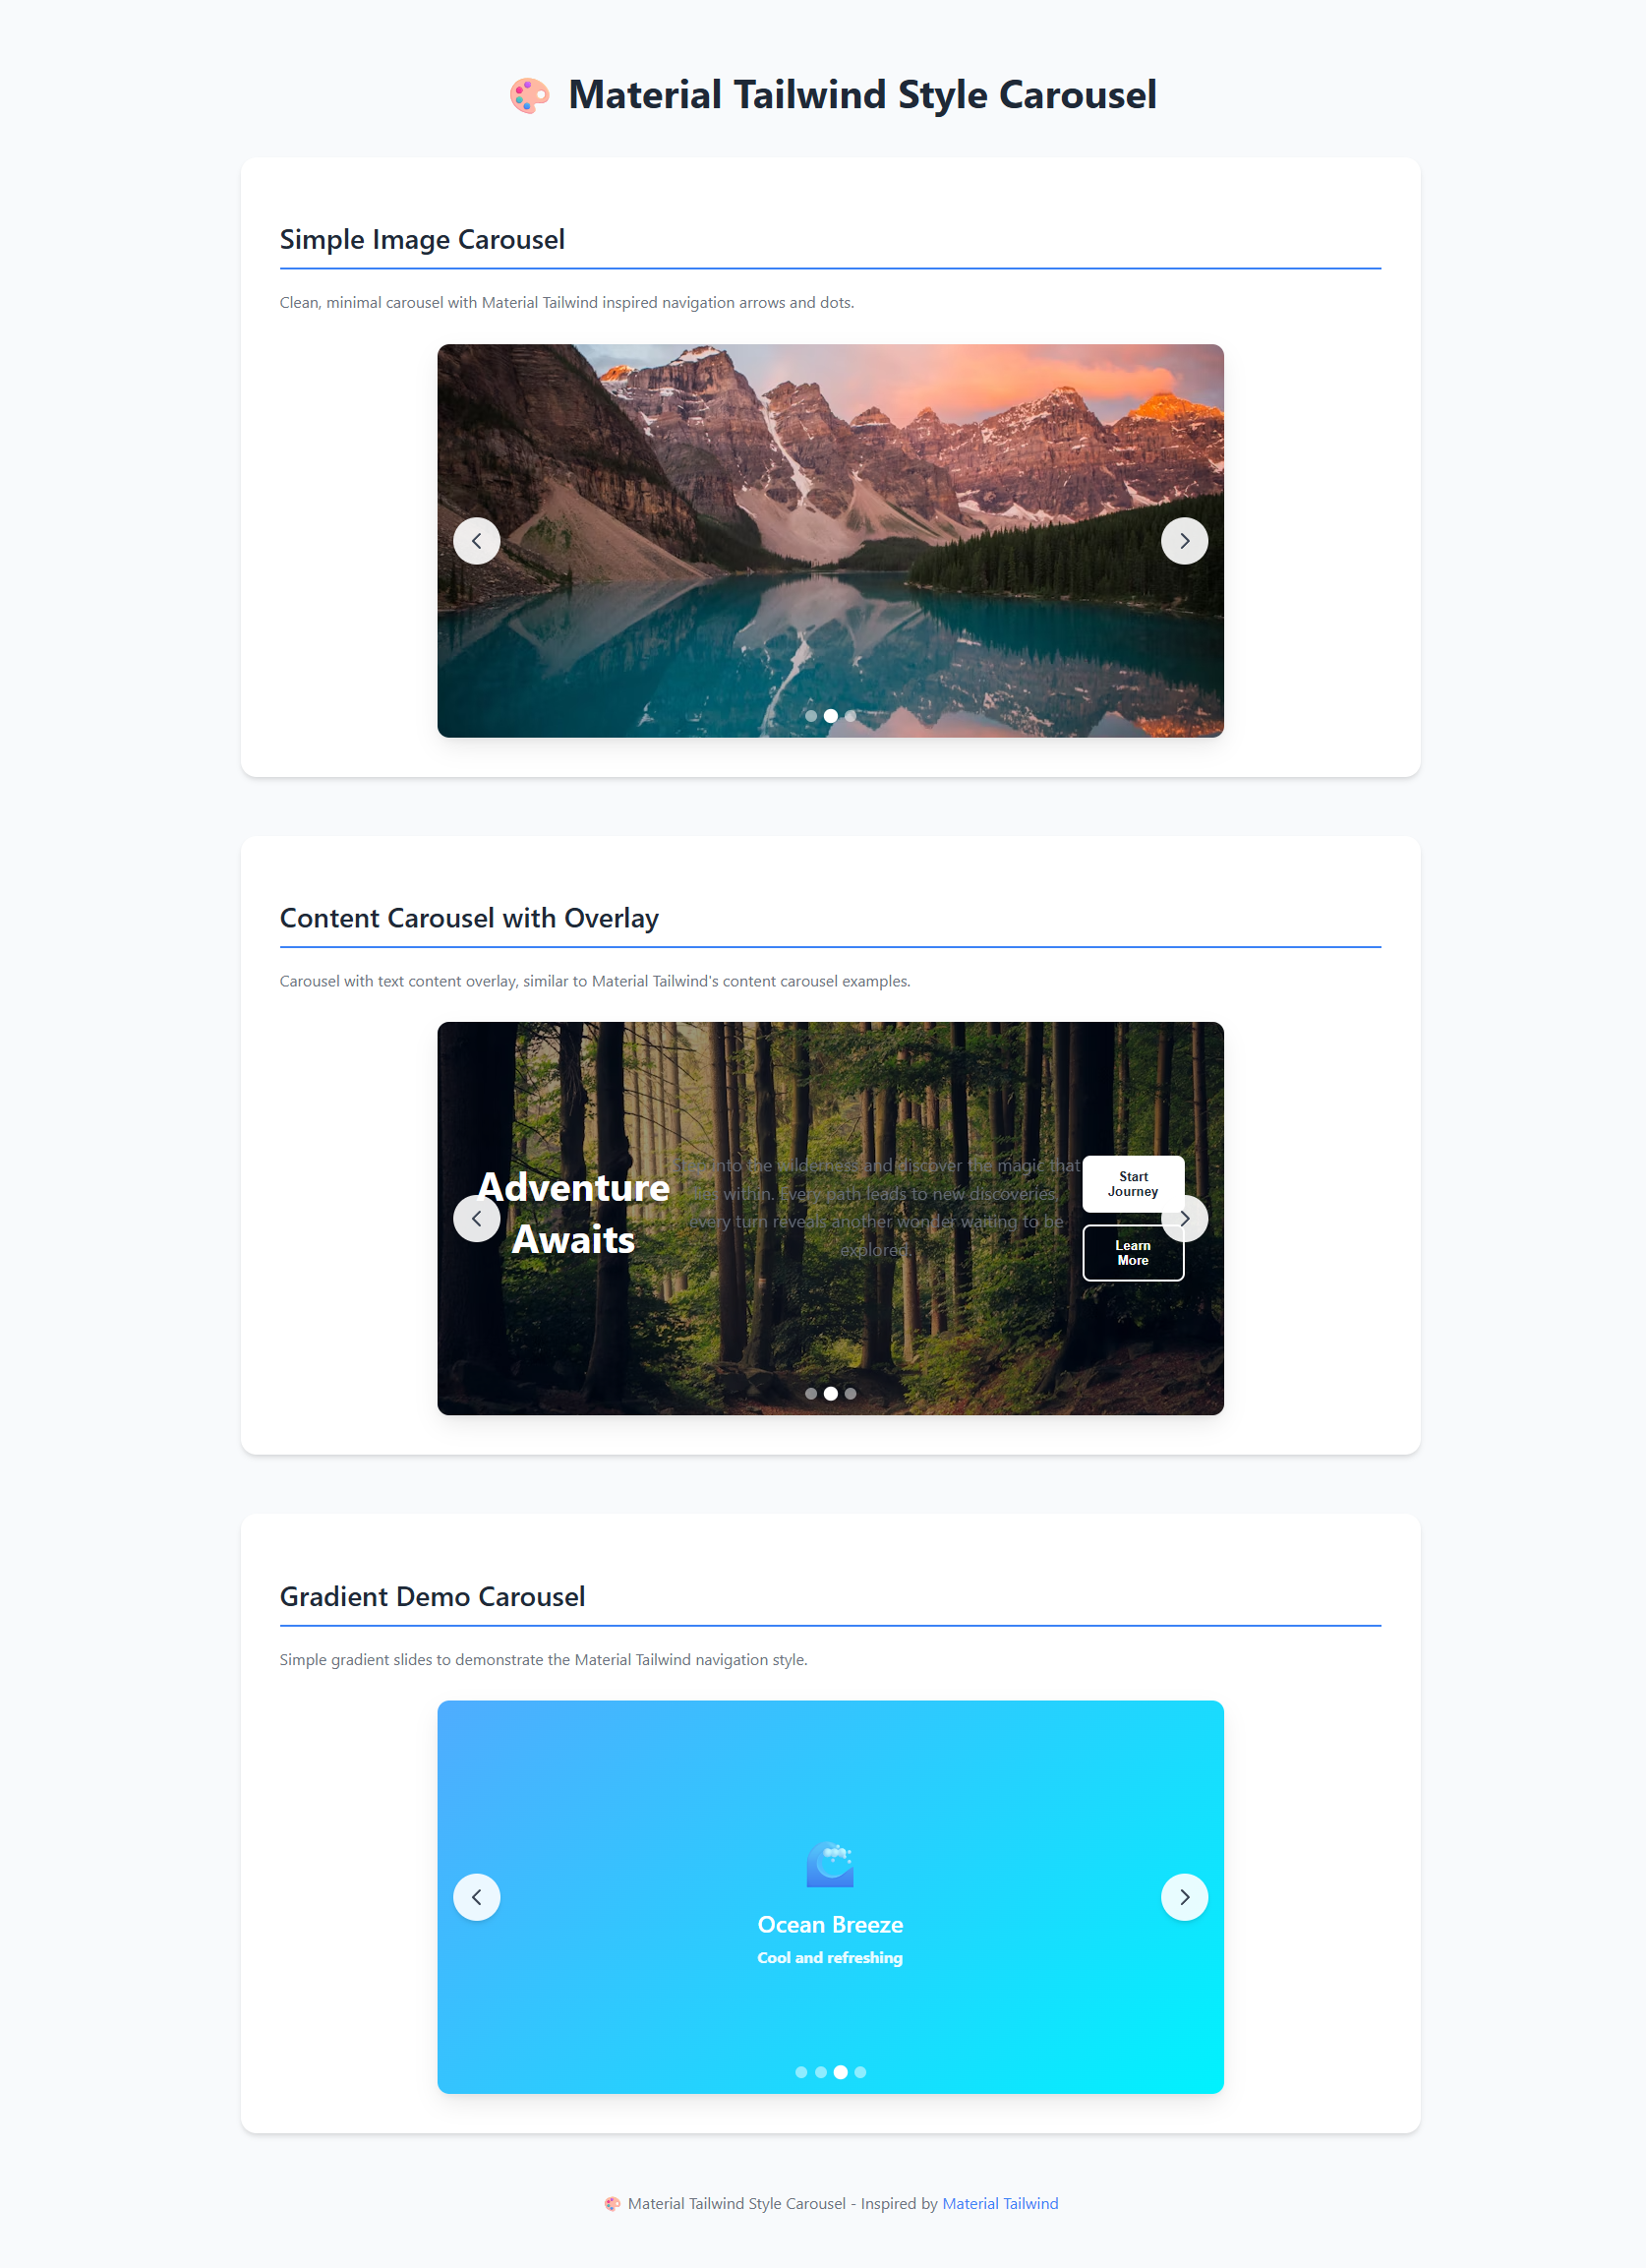 Material Tailwind Style Carousel
Simple Image Carousel
Clean, minimal carousel with Material Tailwind inspired navigation arrows and dots.
Content Carousel with Overlay
Carousel with text content overlay, similar to Material Tailwind's content carousel examples.
Adventure
Awaits
into the wilderness and discover the magic that
within. Every path leads to new discoveries,
every turn reveals another wonder waiting to be
explored.
Start
Journey
Learn
More
Gradient Demo Carousel
Simple gradient slides to demonstrate the Material Tailwind navigation style.
Ocean Breeze
Cool and refreshing
Material Tailwind Style Carousel - Inspired by Material Tailwind